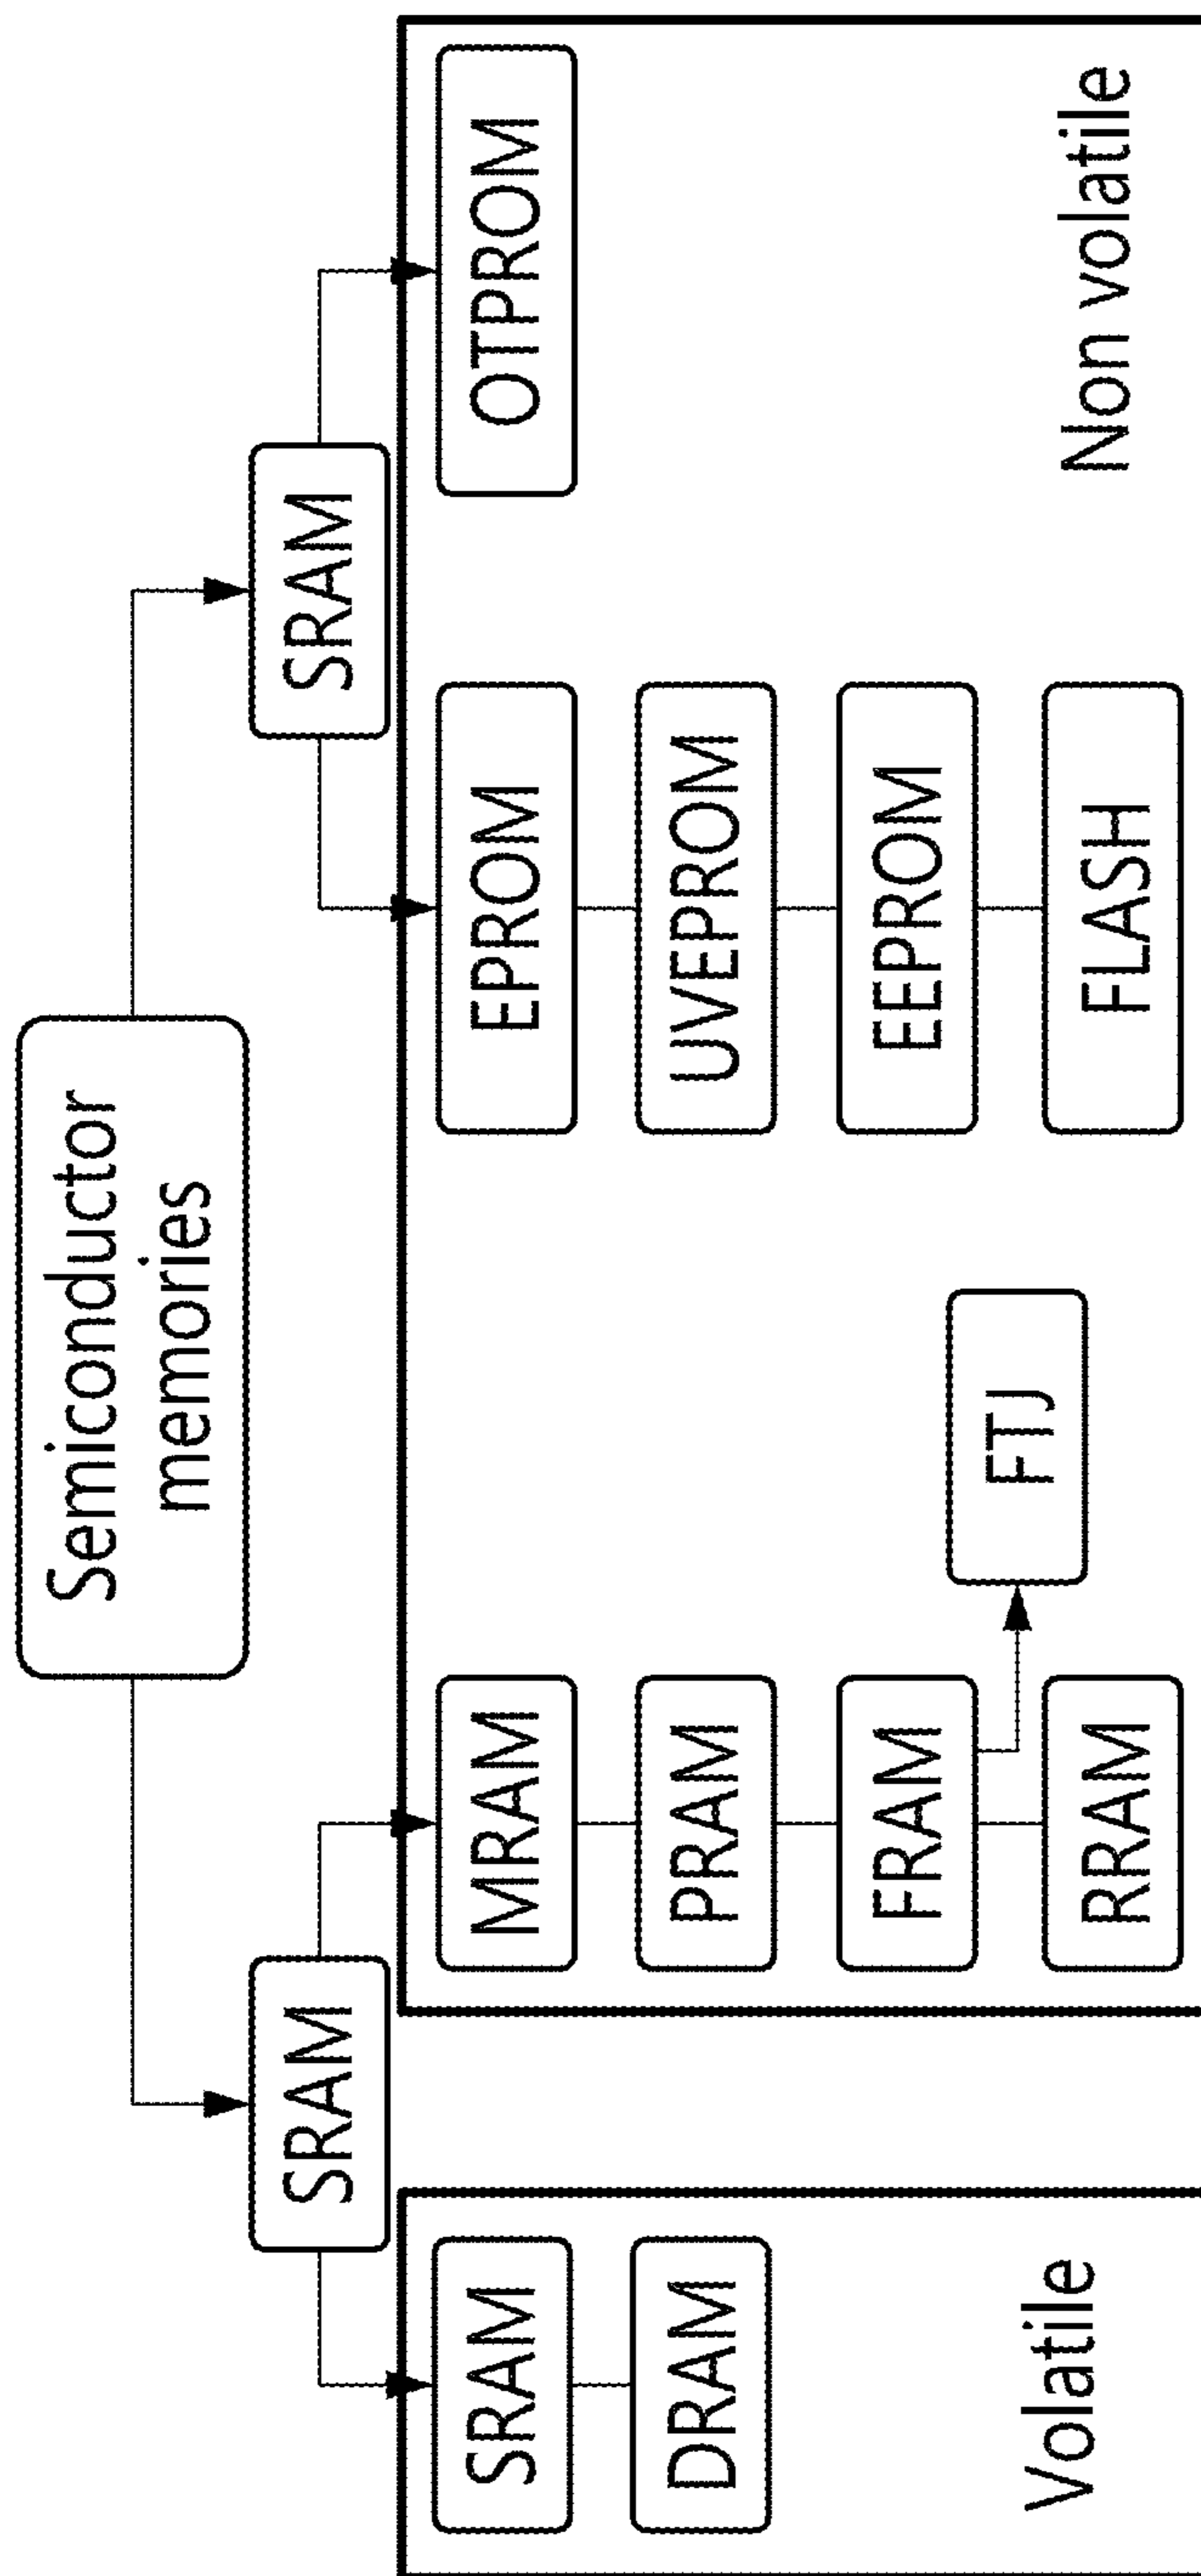 Semiconductor
memories
SRAM
SRAM
SRAM
DRAM
Volatile
MRAM
PRAM
FRAM
RRAM
FTJ
EPROM
UVEPROM
EEPROM
FLASH
OTPROM
Non volatile